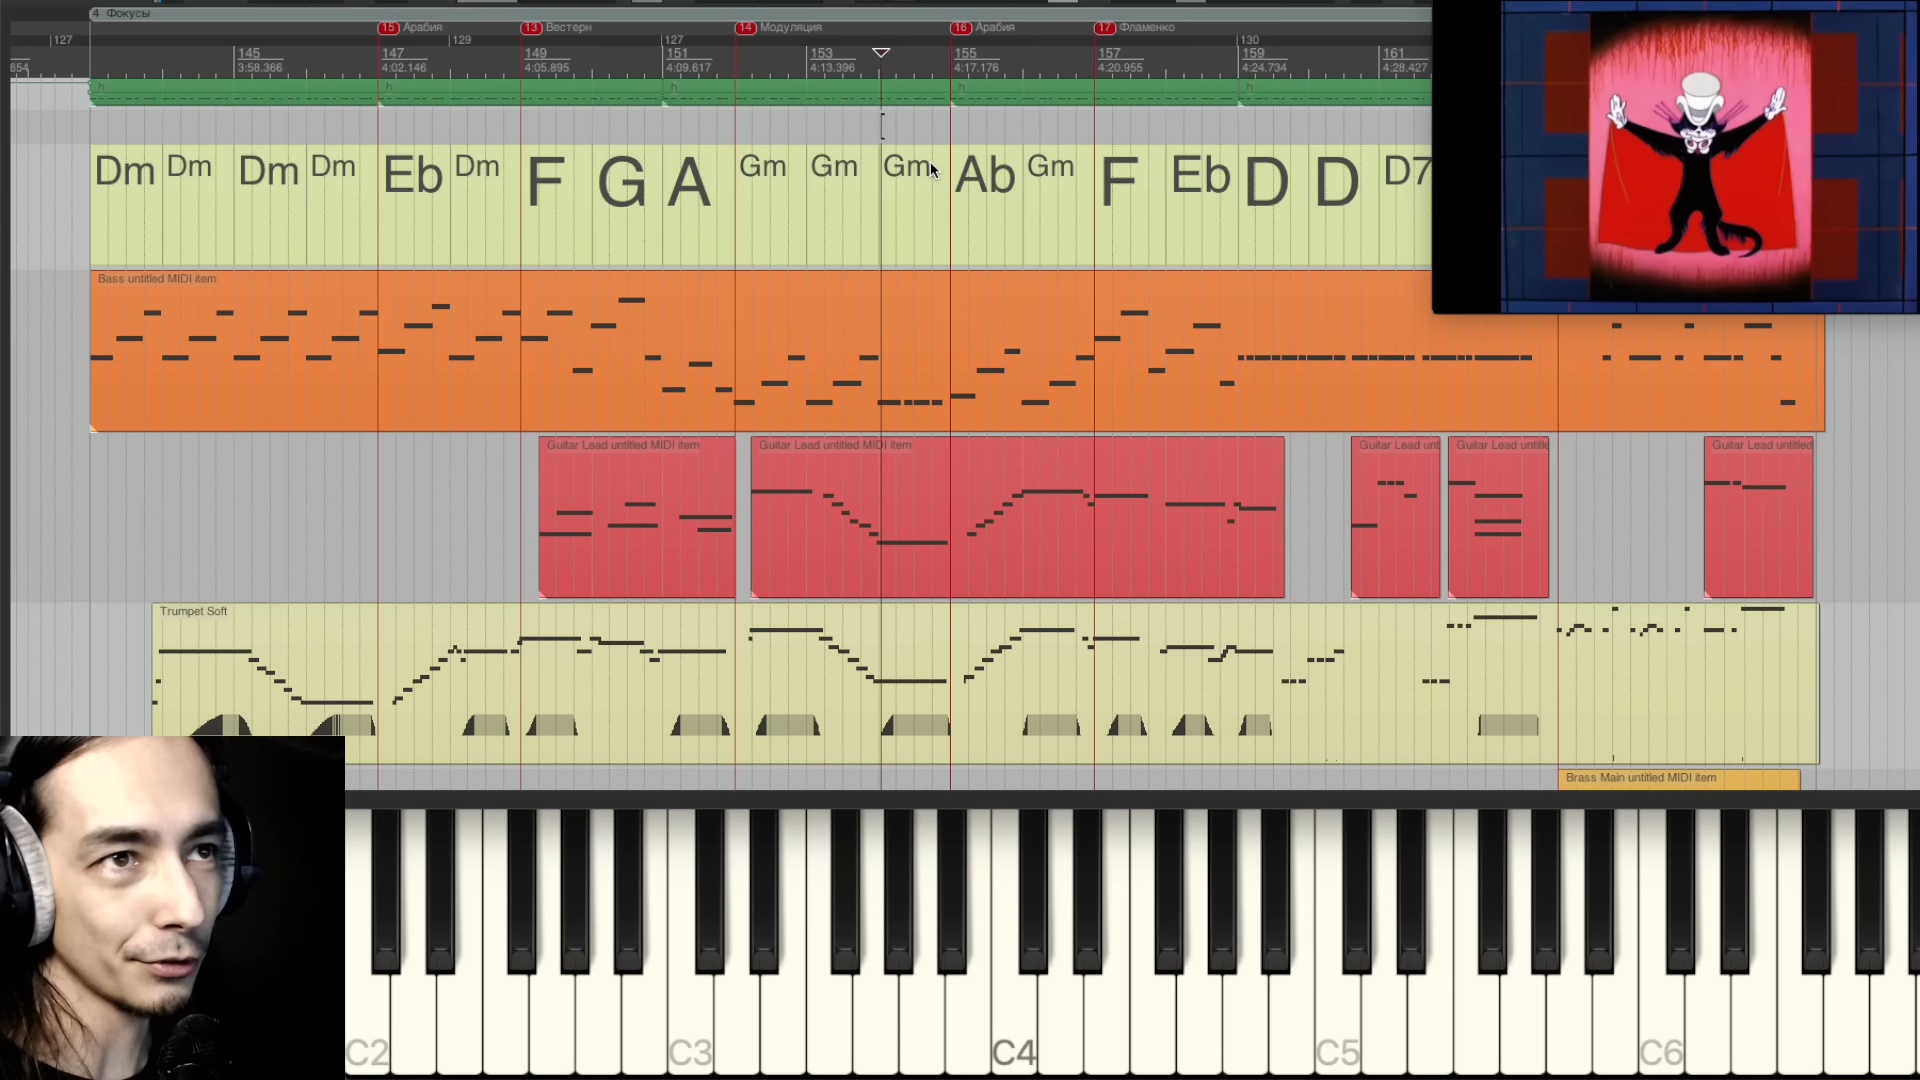 4 Фокусы
15 Арабия
13 Вестерн
14 Модуляция
16 Арабия
17 Фламенко
127
129
127
130
145
147
149
151
153
155
157
159
161
854
3:58.366
4:02.146
4:05.895
4:09.617
4:13.396
4:17.176
4:20.955
4:24.734
4:28.427
h h h h h
Dm Dm Dm Dm Eb Dm F G A Gm Gm Gm Ab Gm F Eb D D D7
Bass untitled MIDI item
Guitar Lead untitled MIDI item
Guitar Lead untitled MIDI item
Guitar Lead unt
Guitar Lead untitle
Guitar Lead untitled
Trumpet Soft
Brass Main untitled MIDI item
C2 C3 C4 C5 C6